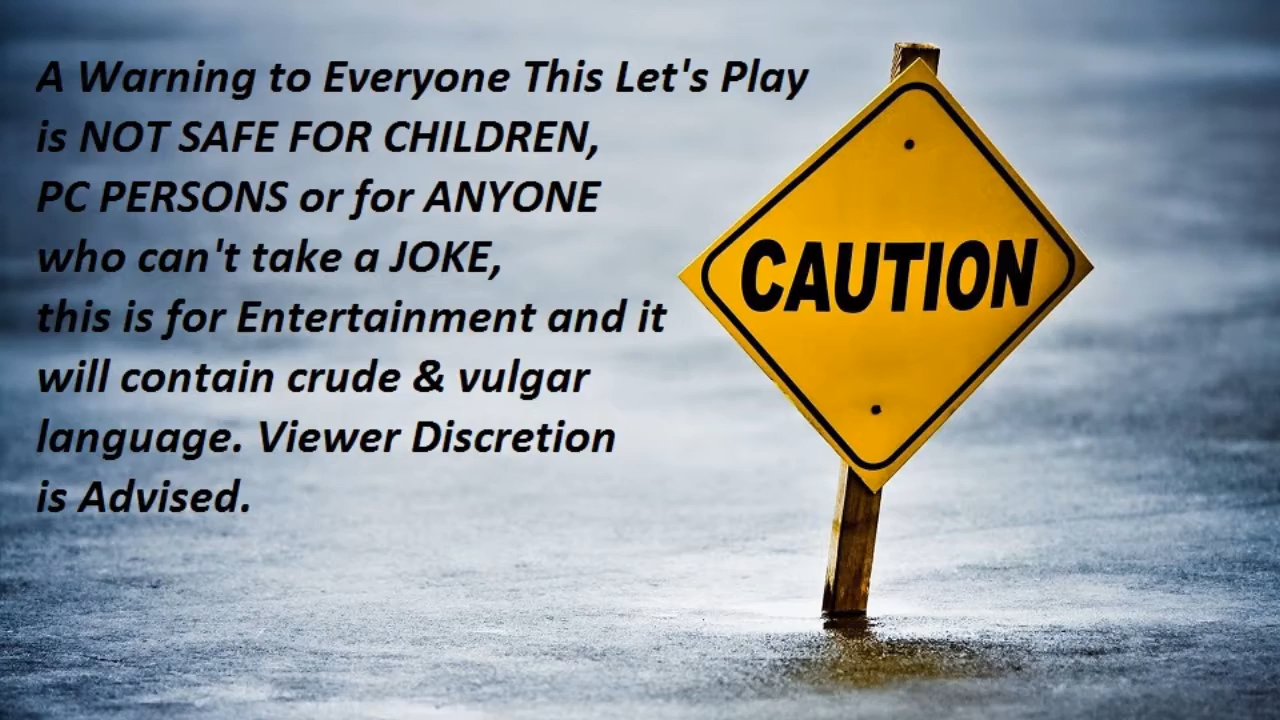 A Warning to Everyone This Let's Play
is NOT SAFE FOR CHILDREN,
PC PERSONS or for ANYONE
who can't take a JOKE,
this is for Entertainment and it
will contain crude & vulgar
language. Viewer Discretion
is Advised.
CAUTION